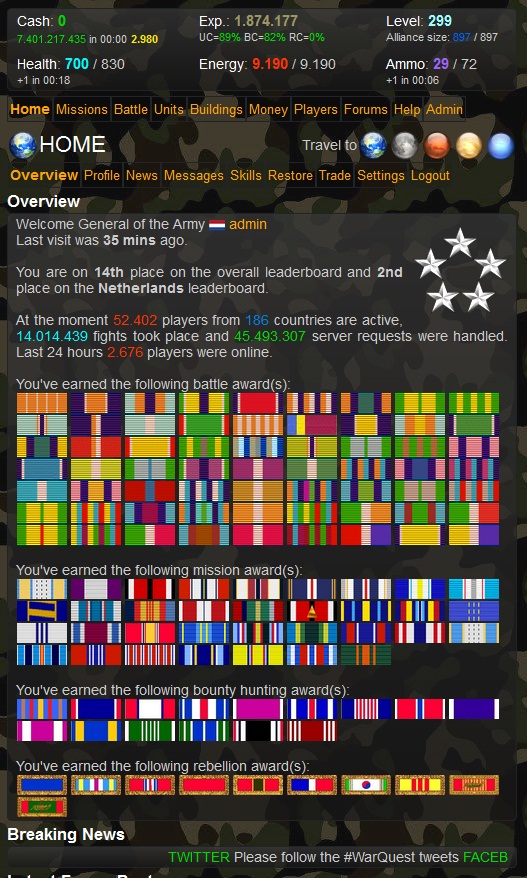 Cash: 0 Exp.: 1.874.177 Level: 299
7.401.217.435 in 00:00 2.980 UC=89% BC=82% RC=0% Alliance size: 897 / 897
Health: 700 / 830 Energy: 9.190 / 9.190 Ammo: 29 / 72
+1 in 00:18 +1 in 00:06
Home Missions Battle Units Buildings Money Players Forums Help Admin
HOME Travel to
Overview Profile News Messages Skills Restore Trade Settings Logout
Overview
Welcome General of the Army admin
Last visit was 35 mins ago.
You are on 14th place on the overall leaderboard and 2nd
place on the Netherlands leaderboard.
At the moment 52.402 players from 186 countries are active,
14.014.439 fights took place and 45.493.307 server requests were handled.
Last 24 hours 2.676 players were online.
You've earned the following battle award(s):
You've earned the following mission award(s):
You've earned the following bounty hunting award(s):
You've earned the following rebellion award(s):
Breaking News
TWITTER Please follow the #WarQuest tweets FACEB